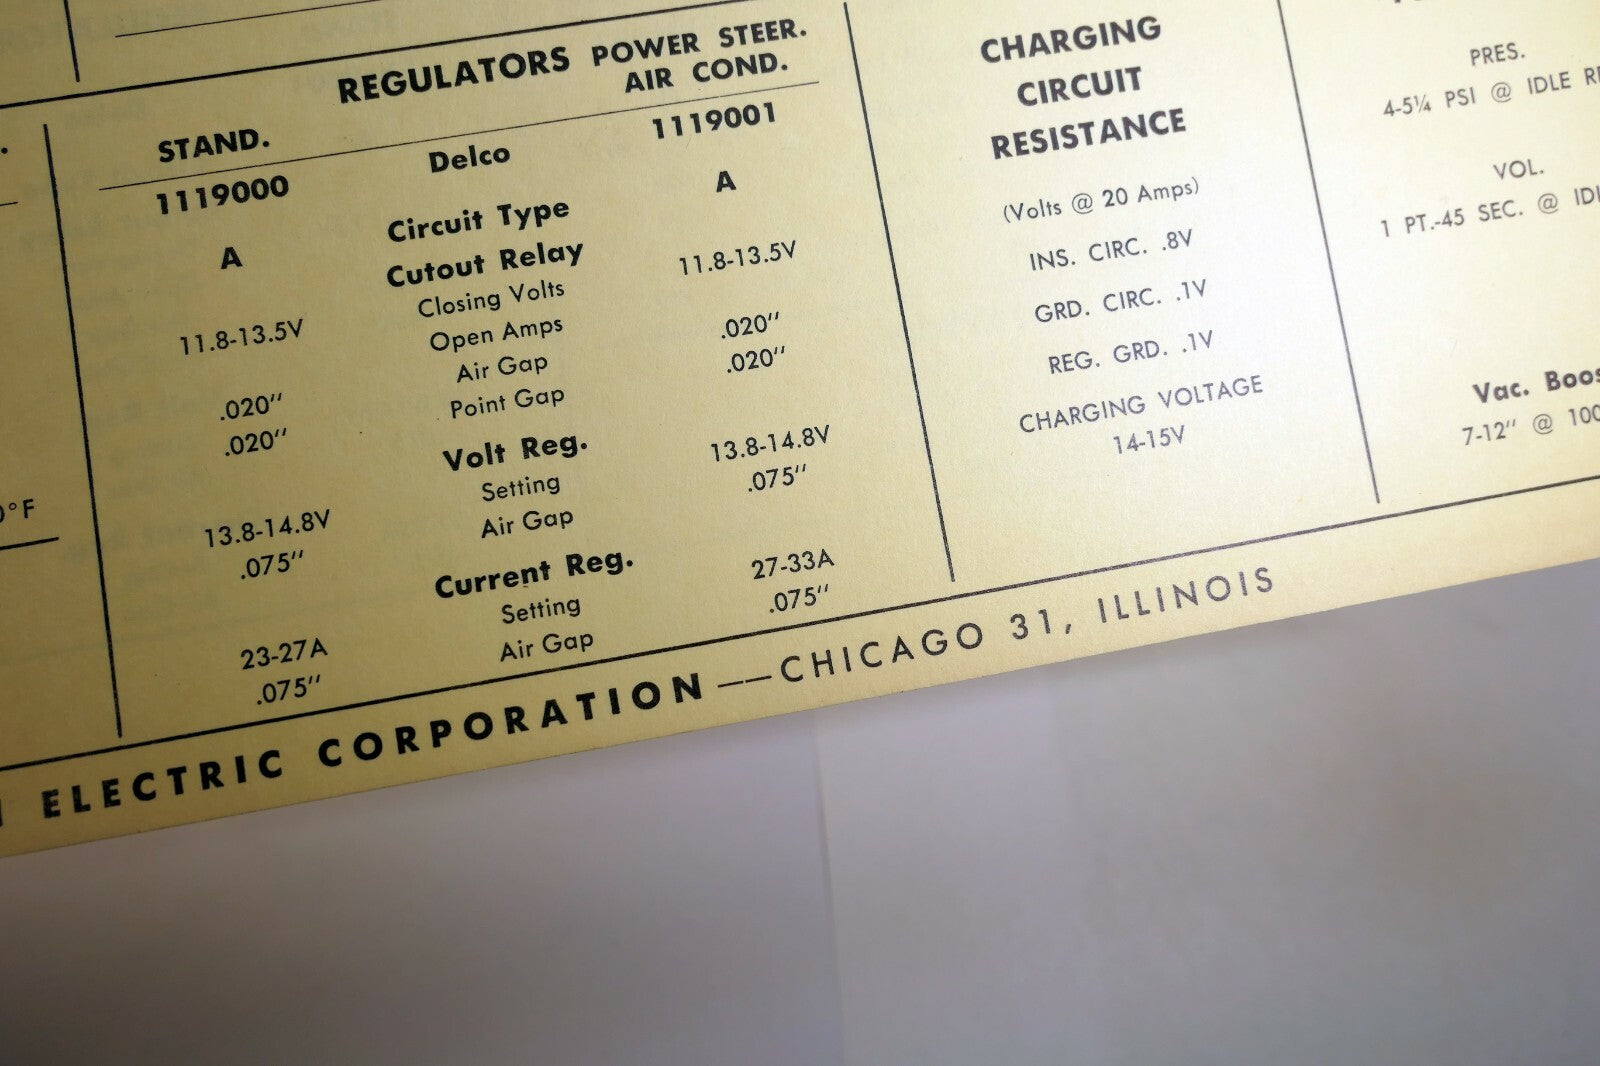 REGULATORS POWER STEER.
AIR COND.
STAND.
1119000 Delco 1119001
A Circuit Type A
Cutout Relay
11.8-13.5V Closing Volts 11.8-13.5V
Open Amps
.020" Air Gap .020"
.020" Point Gap .020"
Volt Reg.
13.8-14.8V Setting 13.8-14.8V
.075" Air Gap .075"
Current Reg.
23-27A Setting 27-33A
.075" Air Gap .075"
CHARGING
CIRCUIT
RESISTANCE
(Volts @ 20 Amps)
INS. CIRC. .8V
GRD. CIRC. .1V
REG. GRD. .1V
CHARGING VOLTAGE
14-15V
PRES.
4-5¼ PSI @ IDLE
VOL.
1 PT.-45 SEC. @
Vac.
7-12" @
°F
ELECTRIC CORPORATION——CHICAGO 31, ILLINOIS